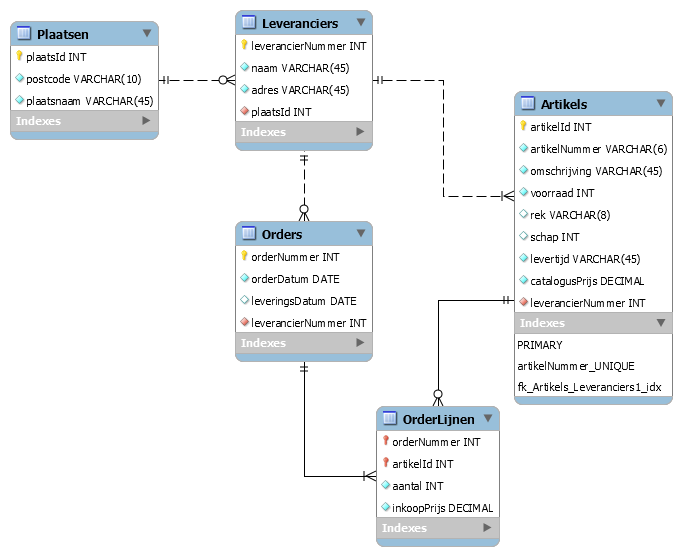 Plaatsen
plaatsId INT
postcode VARCHAR(10)
plaatsnaam VARCHAR(45)
Indexes
Leveranciers
leverancierNummer INT
naam VARCHAR(45)
adres VARCHAR(45)
plaatsId INT
Indexes
Artikels
artikelId INT
artikelNummer VARCHAR(6)
omschrijving VARCHAR(45)
voorraad INT
rek VARCHAR(8)
schap INT
levertijd VARCHAR(45)
catalogusPrijs DECIMAL
leverancierNummer INT
Indexes
PRIMARY
artikelNummer_UNIQUE
fk_Artikels_Leveranciers1_idx
Orders
orderNummer INT
orderDatum DATE
leveringsDatum DATE
leverancierNummer INT
Indexes
OrderLijnen
orderNummer INT
artikelId INT
aantal INT
inkoopPrijs DECIMAL
Indexes